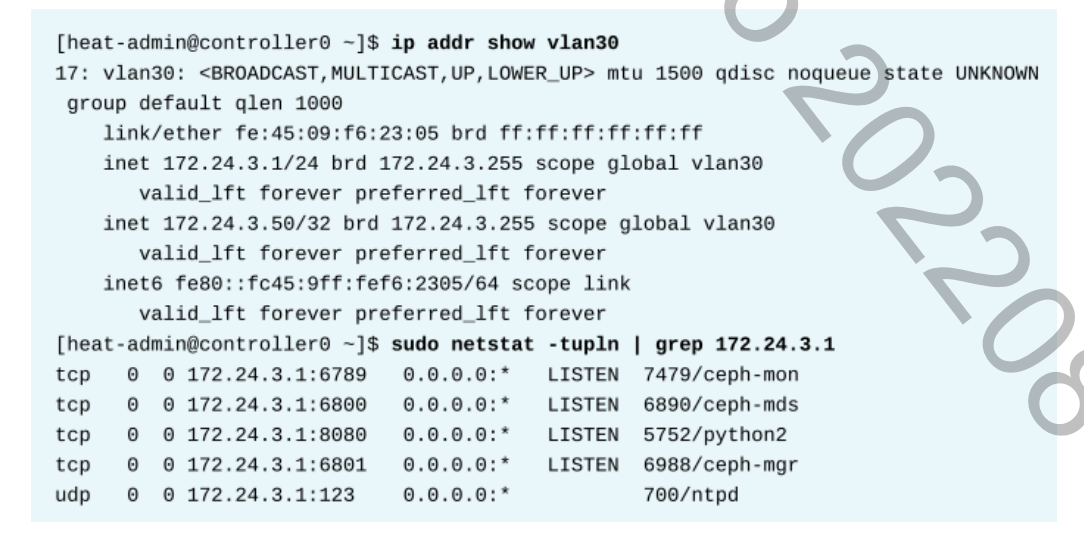 [heat-admin@controller0 ~]$ ip addr show vlan30
17: vlan30: <BROADCAST,MULTICAST,UP,LOWER_UP> mtu 1500 qdisc noqueue state UNKNOWN
 group default qlen 1000
    link/ether fe:45:09:f6:23:05 brd ff:ff:ff:ff:ff:ff
    inet 172.24.3.1/24 brd 172.24.3.255 scope global vlan30
       valid_lft forever preferred_lft forever
    inet 172.24.3.50/32 brd 172.24.3.255 scope global vlan30
       valid_lft forever preferred_lft forever
    inet6 fe80::fc45:9ff:fef6:2305/64 scope link
       valid_lft forever preferred_lft forever
[heat-admin@controller0 ~]$ sudo netstat -tupln | grep 172.24.3.1
tcp   0  0 172.24.3.1:6789   0.0.0.0:*   LISTEN  7479/ceph-mon
tcp   0  0 172.24.3.1:6800   0.0.0.0:*   LISTEN  6890/ceph-mds
tcp   0  0 172.24.3.1:8080   0.0.0.0:*   LISTEN  5752/python2
tcp   0  0 172.24.3.1:6801   0.0.0.0:*   LISTEN  6988/ceph-mgr
udp   0  0 172.24.3.1:123    0.0.0.0:*           700/ntpd
202208